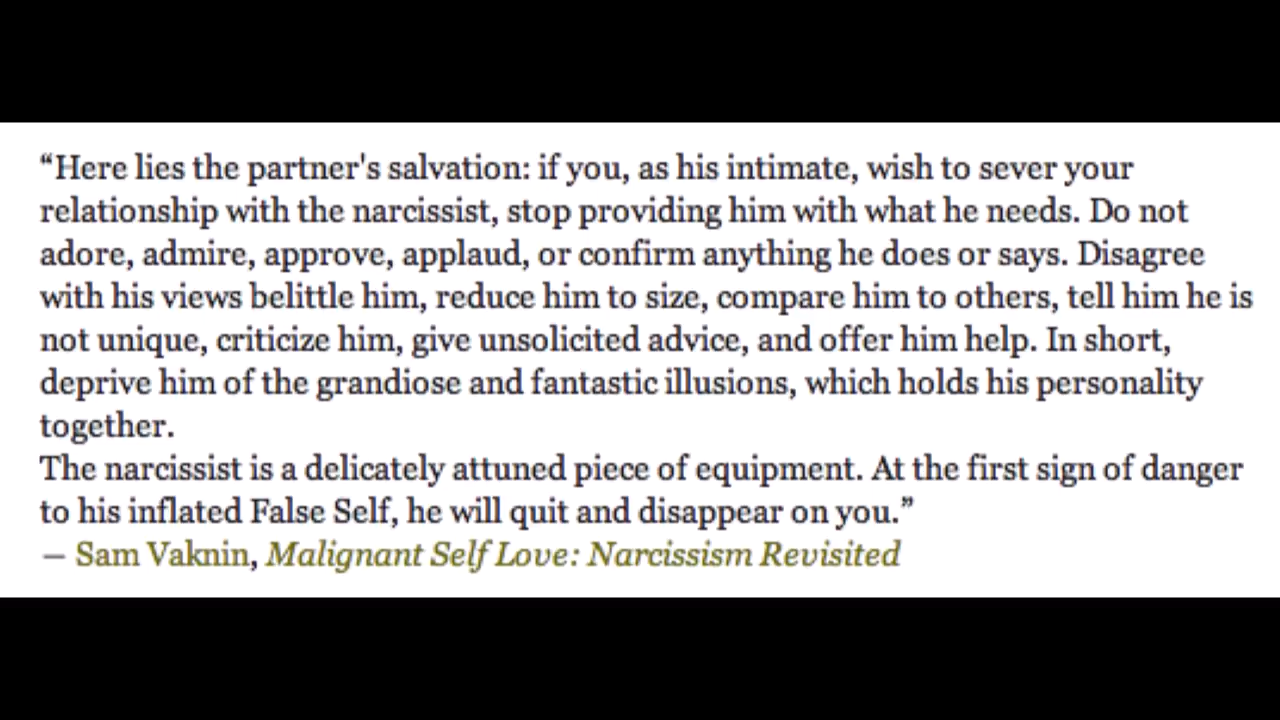 “Here lies the partner's salvation: if you, as his intimate, wish to sever your
relationship with the narcissist, stop providing him with what he needs. Do not
adore, admire, approve, applaud, or confirm anything he does or says. Disagree
with his views belittle him, reduce him to size, compare him to others, tell him he is
not unique, criticize him, give unsolicited advice, and offer him help. In short,
deprive him of the grandiose and fantastic illusions, which holds his personality
together.
The narcissist is a delicately attuned piece of equipment. At the first sign of danger
to his inflated False Self, he will quit and disappear on you.”
— Sam Vaknin, Malignant Self Love: Narcissism Revisited